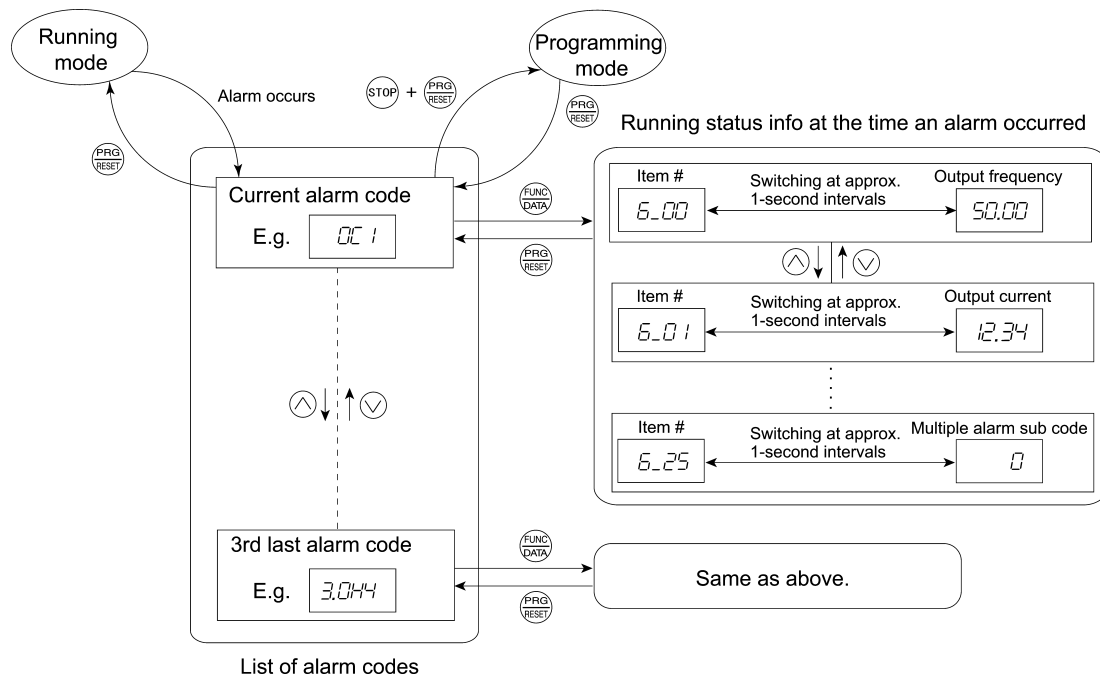 Running
mode
Programming
mode
Alarm occurs
STOP + PRG
RESET
PRG
RESET
PRG
RESET
Current alarm code
E.g. OC1
FUNC
DATA
PRG
RESET
3rd last alarm code
E.g. 3.0H4
FUNC
DATA
PRG
RESET
List of alarm codes
Running status info at the time an alarm occurred
Item #
6_00
Switching at approx.
1-second intervals
Output frequency
50.00
Item #
6_01
Switching at approx.
1-second intervals
Output current
12.34
Item #
6_25
Switching at approx.
1-second intervals
Multiple alarm sub code
0
Same as above.